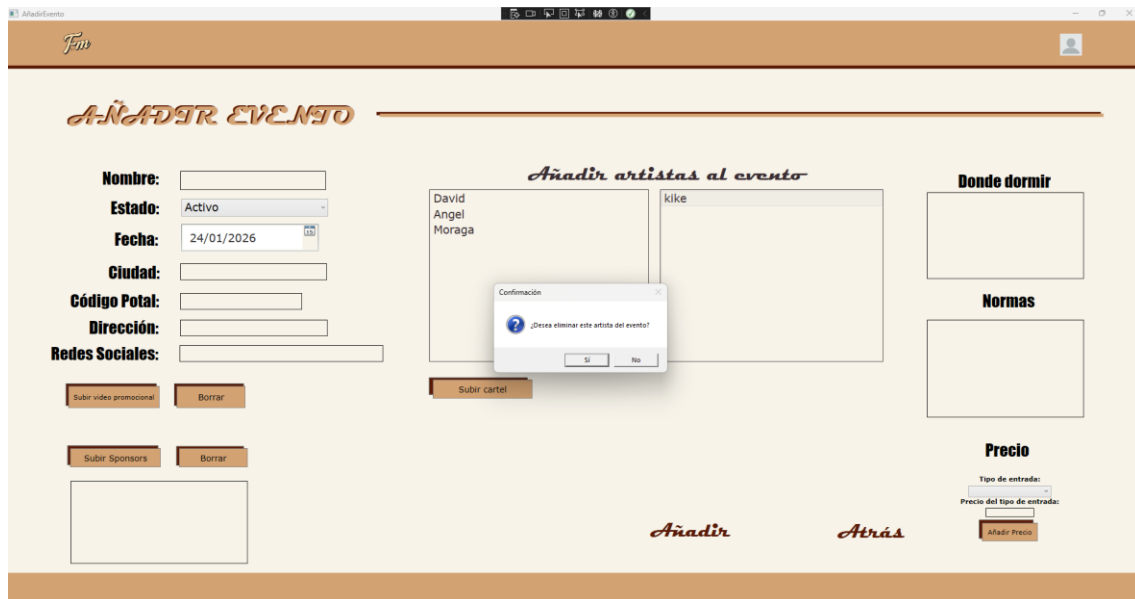 AñadirEvento
Fm
AÑADIR EVENTO
Nombre:
Estado:
Activo
Fecha:
24/01/2026
15
Ciudad:
Código Potal:
Dirección:
Redes Sociales:
Subir video promocional
Borrar
Subir Sponsors
Borrar
Añadir artistas al evento
David
Angel
Moraga
kike
Confirmación
¿Desea eliminar este artista del evento?
Sí
No
Subir cartel
Añadir
Atrás
Donde dormir
Normas
Precio
Tipo de entrada:
Precio del tipo de entrada:
Añadir Precio